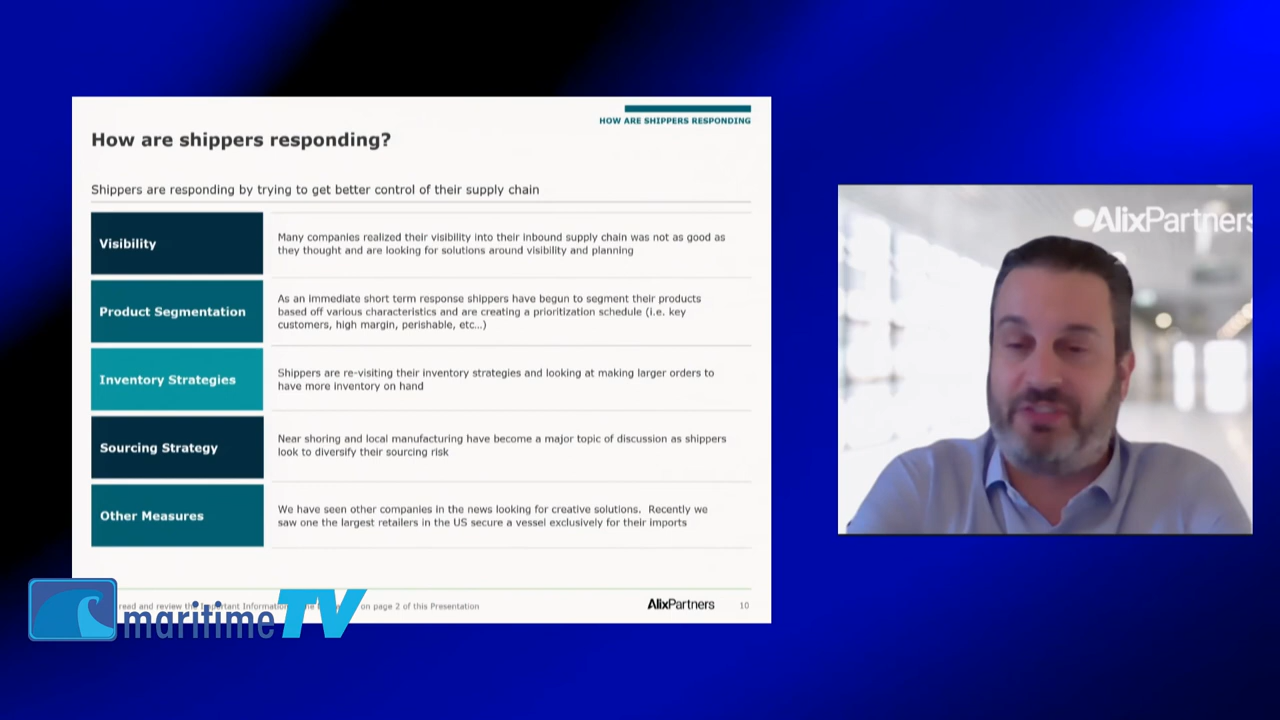 HOW ARE SHIPPERS RESPONDING
How are shippers responding?
Shippers are responding by trying to get better control of their supply chain
Visibility
Many companies realized their visibility into their inbound supply chain was not as good as
they thought and are looking for solutions around visibility and planning
Product Segmentation
As an immediate short term response shippers have begun to segment their products
based off various characteristics and are creating a prioritization schedule (i.e. key
customers, high margin, perishable, etc...)
Inventory Strategies
Shippers are re-visiting their inventory strategies and looking at making larger orders to
have more inventory on hand
Sourcing Strategy
Near shoring and local manufacturing have become a major topic of discussion as shippers
look to diversify their sourcing risk
Other Measures
We have seen other companies in the news looking for creative solutions. Recently we
saw one the largest retailers in the US secure a vessel exclusively for their imports
read and review the Important on page 2 of this Presentation
AlixPartners 10
maritimeTV
AlixPartners